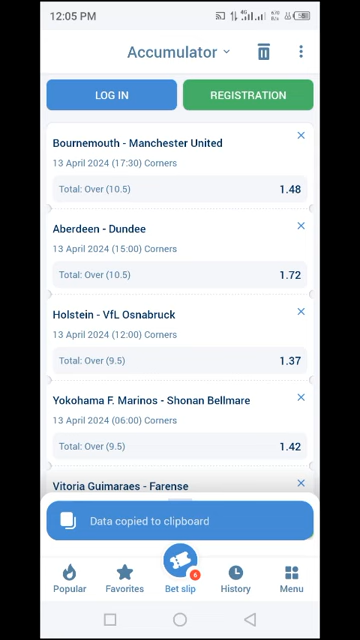 12:05 PM
Accumulator
LOG IN
REGISTRATION
Bournemouth - Manchester United
13 April 2024 (17:30) Corners
Total: Over (10.5)
1.48
Aberdeen - Dundee
13 April 2024 (15:00) Corners
Total: Over (10.5)
1.72
Holstein - VfL Osnabruck
13 April 2024 (12:00) Corners
Total: Over (9.5)
1.37
Yokohama F. Marinos - Shonan Bellmare
13 April 2024 (06:00) Corners
Total: Over (9.5)
1.42
Vitoria Guimaraes - Farense
Data copied to clipboard
6
Popular
Favorites
Bet slip
History
Menu